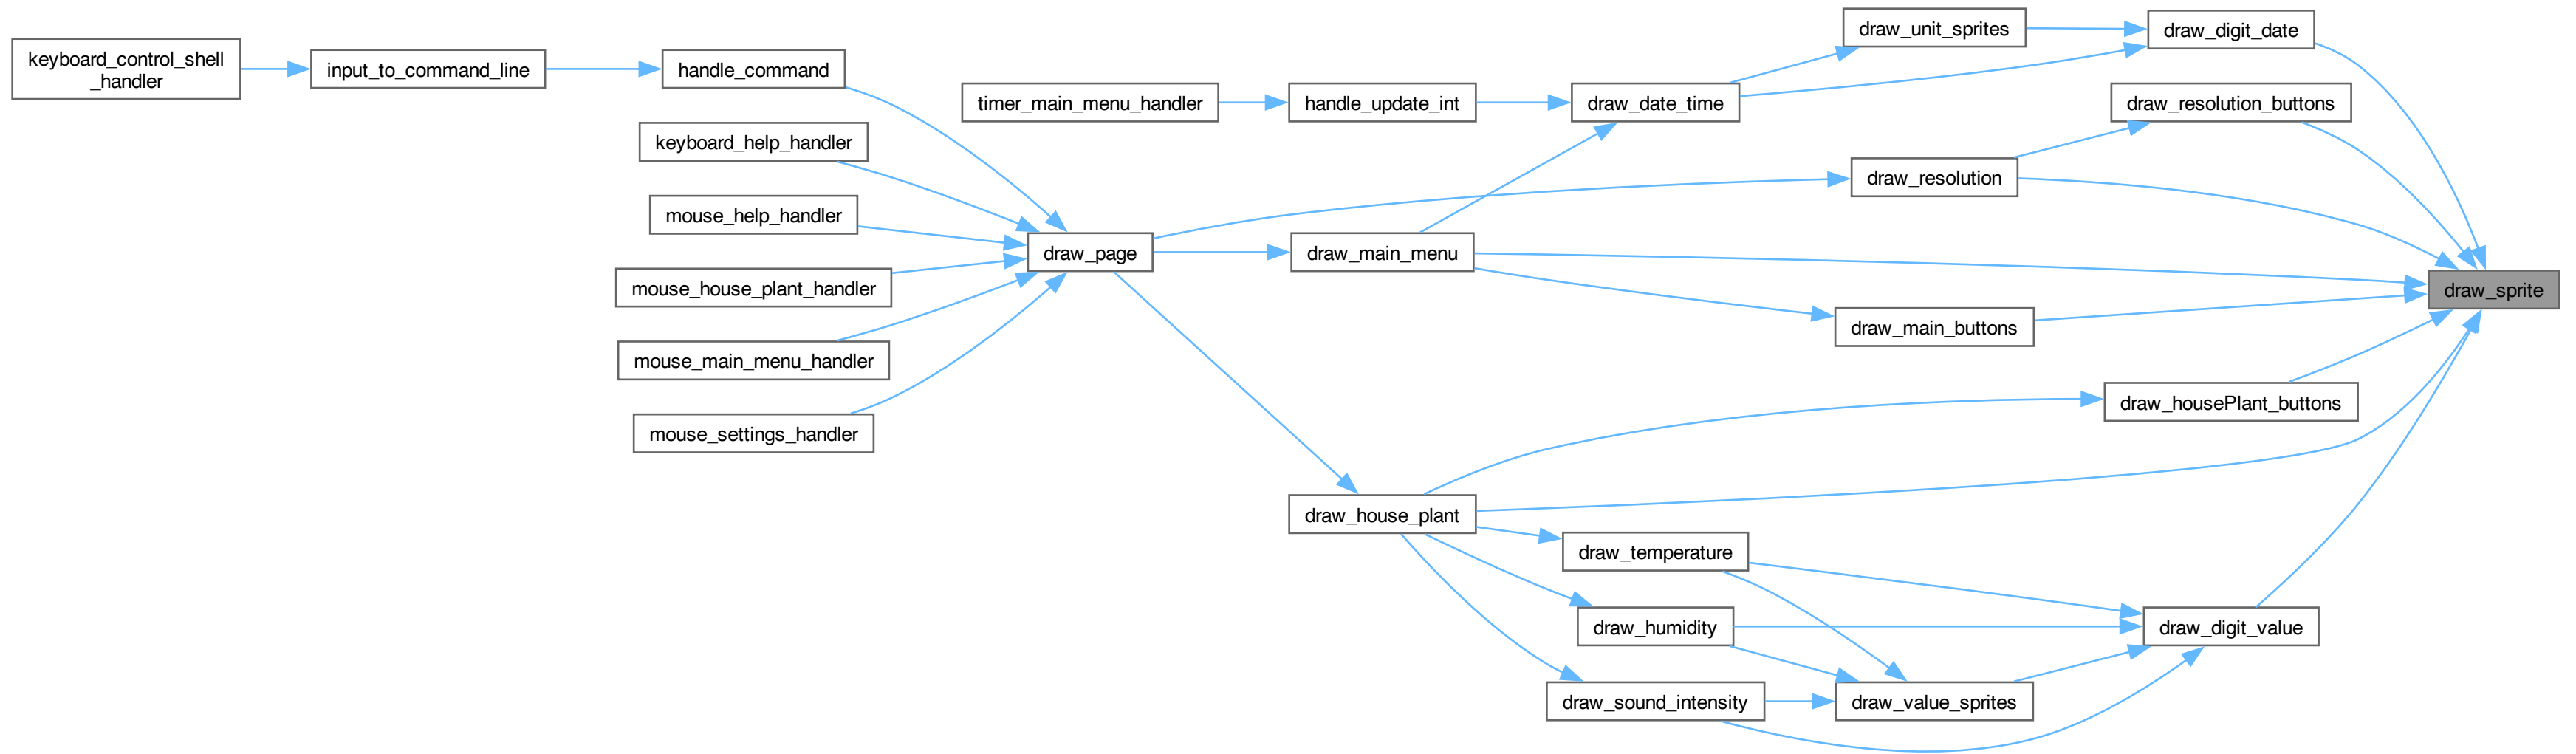 keyboard_control_shell
_handler
input_to_command_line
handle_command
keyboard_help_handler
mouse_help_handler
mouse_house_plant_handler
mouse_main_menu_handler
mouse_settings_handler
draw_page
timer_main_menu_handler
handle_update_int
draw_main_menu
draw_house_plant
draw_date_time
draw_unit_sprites
draw_digit_date
draw_resolution_buttons
draw_resolution
draw_main_buttons
draw_sprite
draw_housePlant_buttons
draw_temperature
draw_humidity
draw_sound_intensity
draw_value_sprites
draw_digit_value